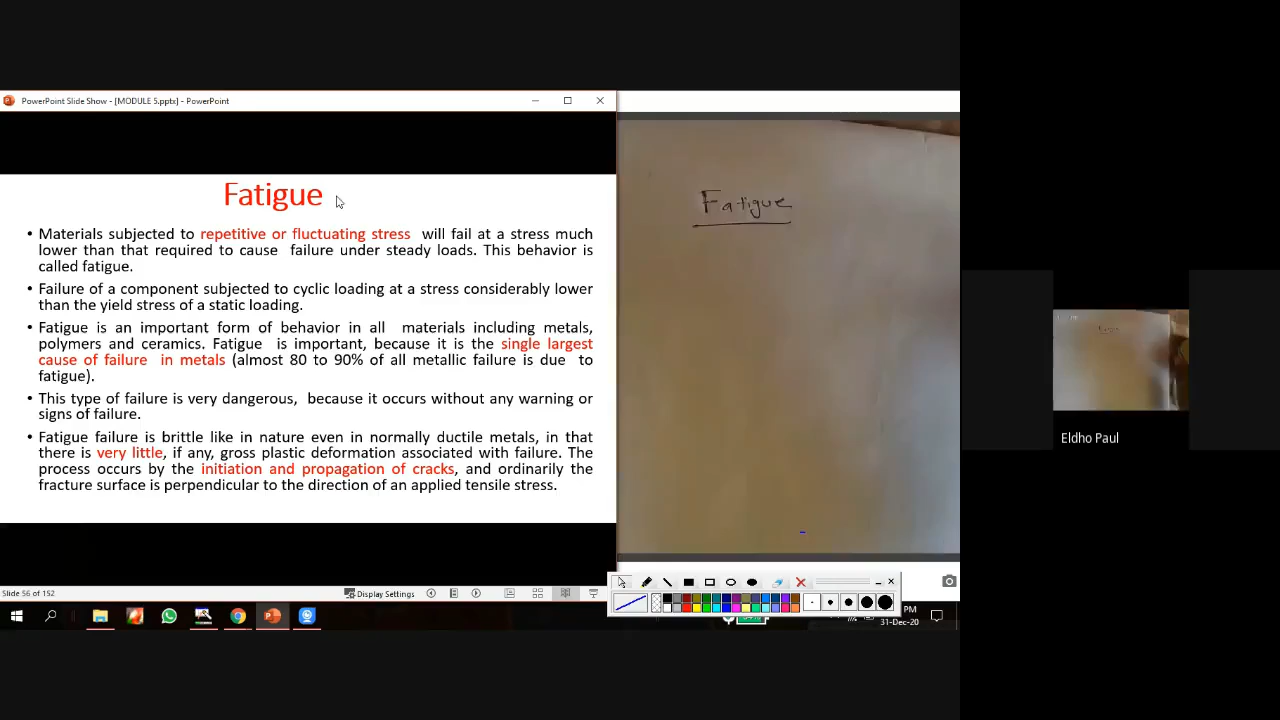 PowerPoint Slide Show - [MODULE 5.pptx] - PowerPoint
Fatigue
• Materials subjected to repetitive or fluctuating stress will fail at a stress much
lower than that required to cause failure under steady loads. This behavior is
called fatigue.
• Failure of a component subjected to cyclic loading at a stress considerably lower
than the yield stress of a static loading.
• Fatigue is an important form of behavior in all materials including metals,
polymers and ceramics. Fatigue is important, because it is the single largest
cause of failure in metals (almost 80 to 90% of all metallic failure is due to
fatigue).
• This type of failure is very dangerous, because it occurs without any warning or
signs of failure.
• Fatigue failure is brittle like in nature even in normally ductile metals, in that
there is very little, if any, gross plastic deformation associated with failure. The
process occurs by the initiation and propagation of cracks, and ordinarily the
fracture surface is perpendicular to the direction of an applied tensile stress.
Slide 56 of 152
Display Settings
Fatigue
PM
31-Dec-20
Eldho Paul